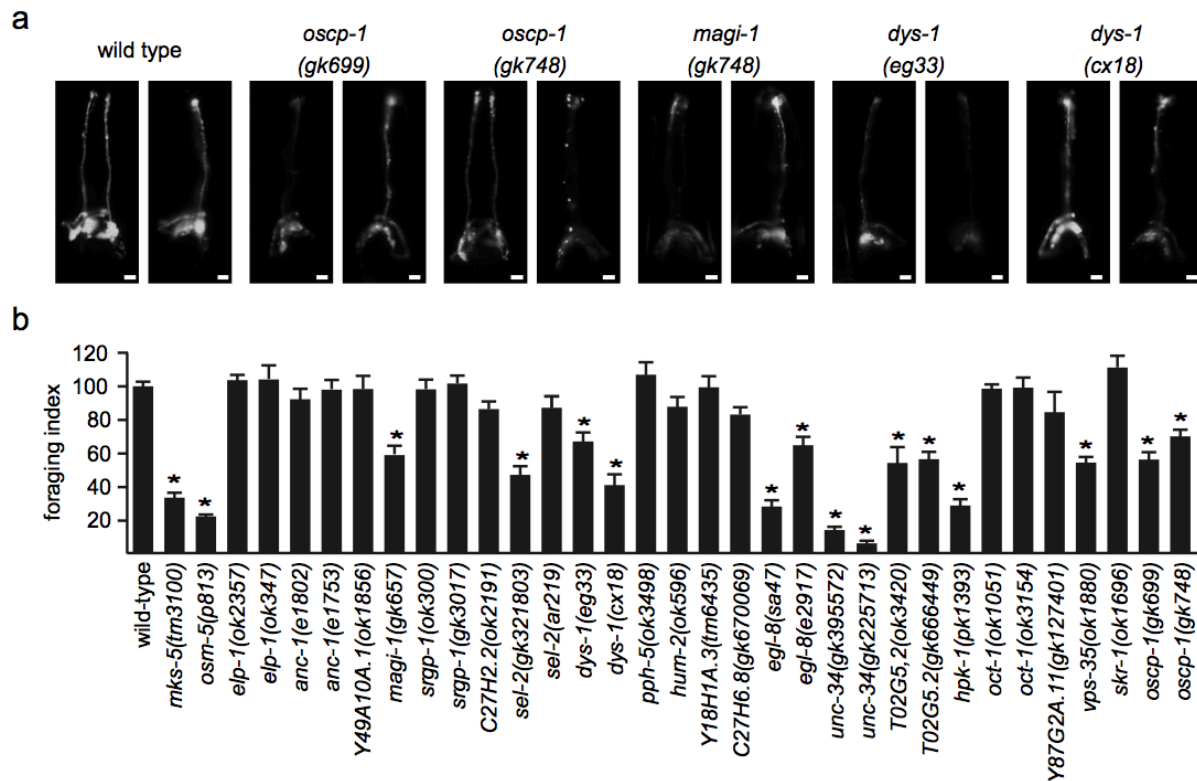 a
wild type
oscp-1
(gk699)
oscp-1
(gk748)
magi-1
(gk748)
dys-1
(eg33)
dys-1
(cx18)
b
foraging index
120
100
80
60
40
20
* * * * * * * * * * * * * * *
wild-type
mks-5(tm3100)
osm-5(p813)
elp-1(ok2357)
elp-1(ok347)
anc-1(e1802)
anc-1(e1753)
Y49A10A.1(ok1856)
magi-1(gk657)
srgp-1(ok300)
srgp-1(gk3017)
C27H2.2(ok2191)
sel-2(gk321803)
sel-2(ar219)
dys-1(eg33)
dys-1(cx18)
pph-5(ok3498)
hum-2(ok596)
Y18H1A.3(tm6435)
C27H6.8(gk670069)
egl-8(sa47)
egl-8(e2917)
unc-34(gk395572)
unc-34(gk225713)
T02G5,2(ok3420)
T02G5.2(gk666449)
hpk-1(pk1393)
oct-1(ok1051)
oct-1(ok3154)
Y87G2A.11(gk127401)
vps-35(ok1880)
skr-1(ok1696)
oscp-1(gk699)
oscp-1(gk748)